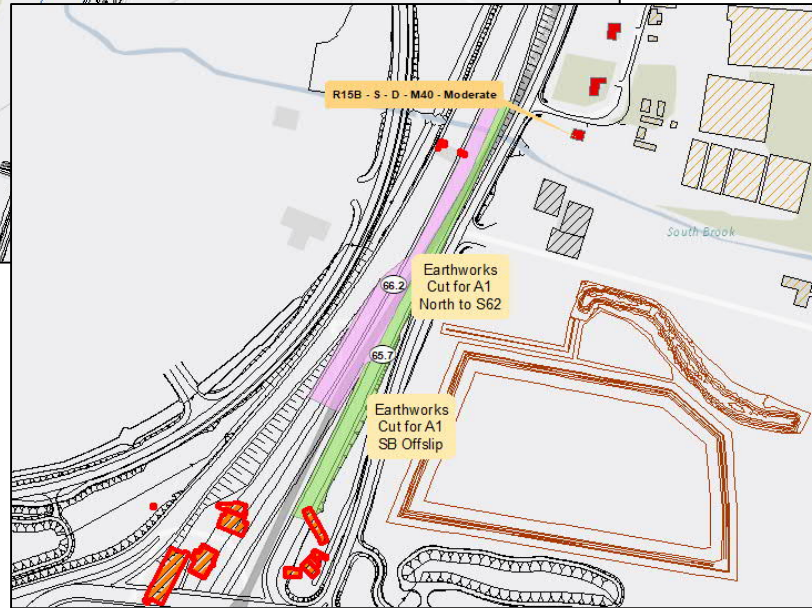 R15B - S - D - M40 - Moderate
South Brook
66.2
Earthworks
Cut for A1
North to S62
65.7
Earthworks
Cut for A1
SB Offslip